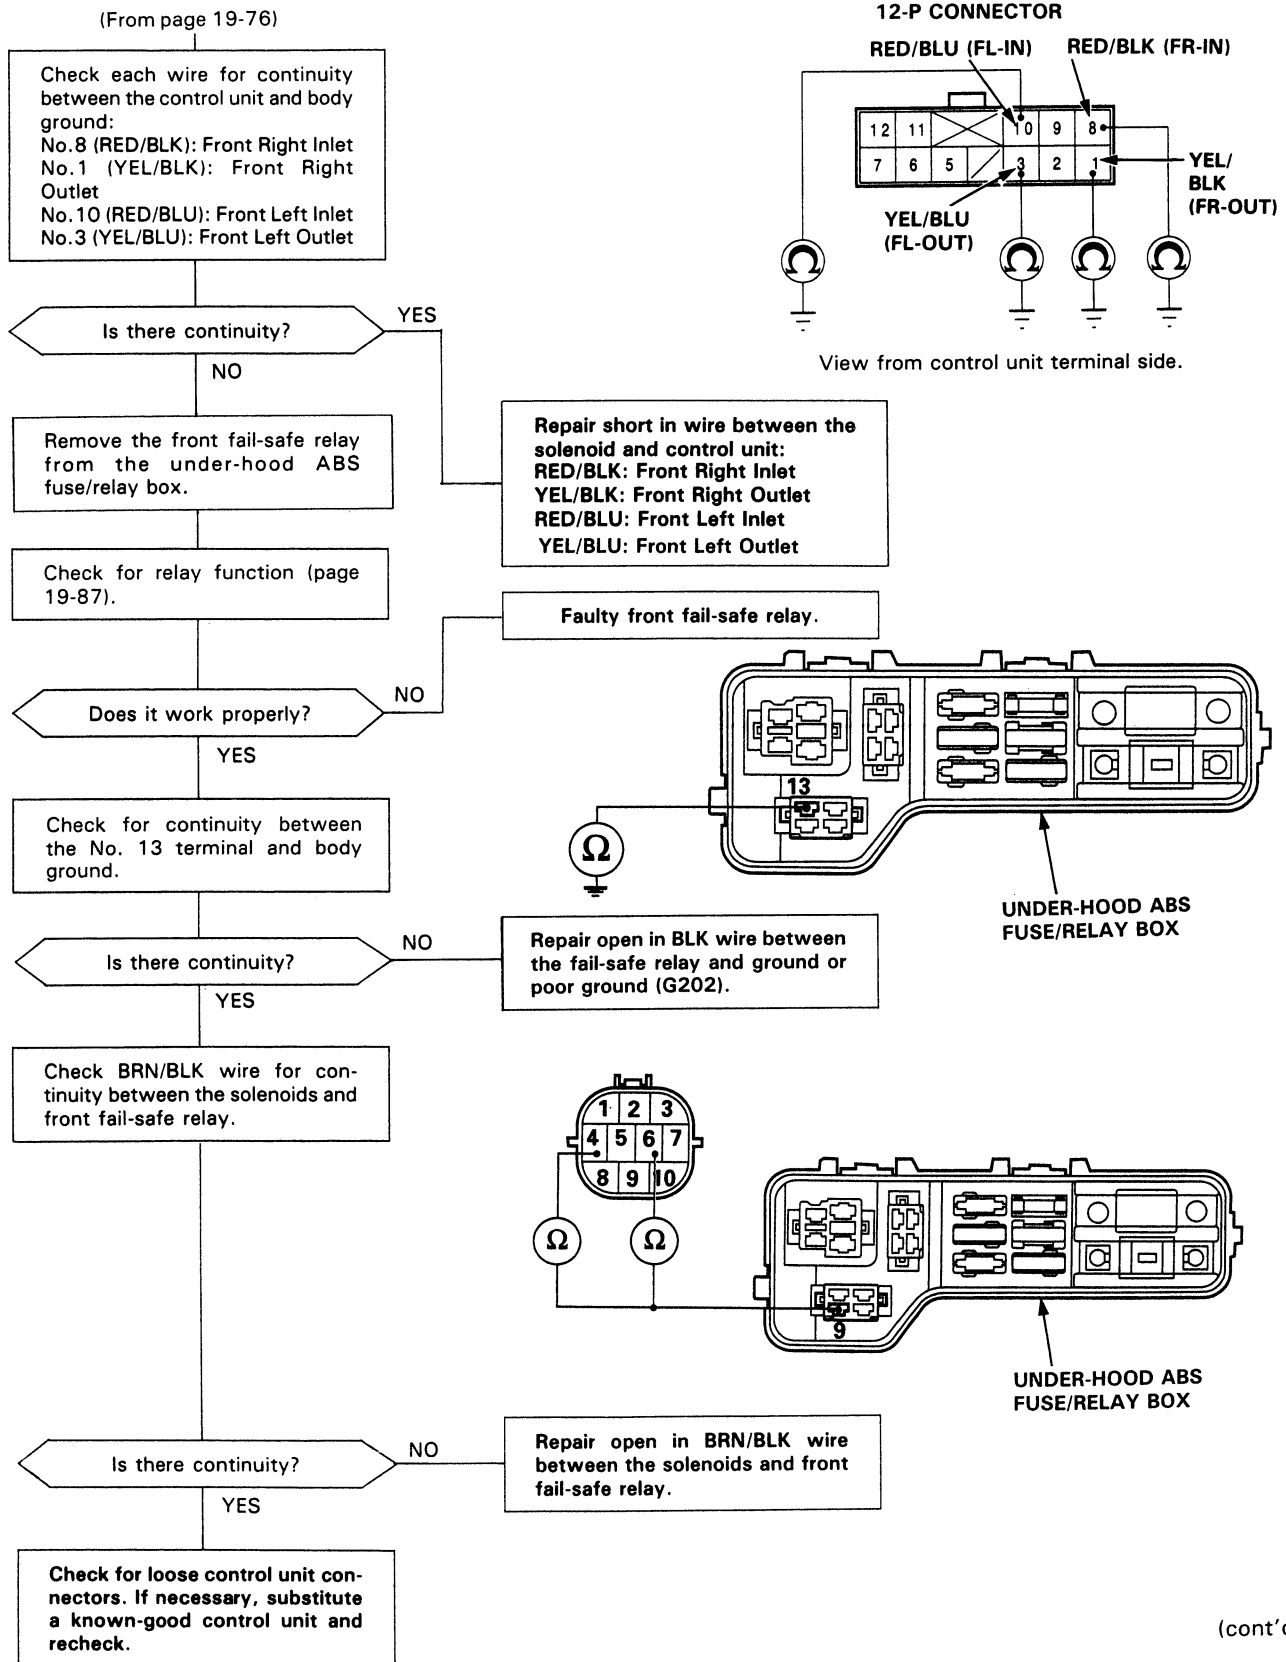 (From page 19-76)
Check each wire for continuity
between the control unit and body
ground:
No.8 (RED/BLK): Front Right Inlet
No.1 (YEL/BLK): Front Right
Outlet
No.10 (RED/BLU): Front Left Inlet
No.3 (YEL/BLU): Front Left Outlet
12-P CONNECTOR
RED/BLU (FL-IN)
RED/BLK (FR-IN)
12 11 10 9 8
7 6 5 3 2 1
YEL/
BLK
(FR-OUT)
YEL/BLU
(FL-OUT)
Ω Ω Ω Ω
View from control unit terminal side.
Is there continuity?
YES
NO
Repair short in wire between the
solenoid and control unit:
RED/BLK: Front Right Inlet
YEL/BLK: Front Right Outlet
RED/BLU: Front Left Inlet
YEL/BLU: Front Left Outlet
Remove the front fail-safe relay
from the under-hood ABS
fuse/relay box.
Check for relay function (page
19-87).
Faulty front fail-safe relay.
Does it work properly?
NO
YES
13
Ω
UNDER-HOOD ABS
FUSE/RELAY BOX
Check for continuity between
the No. 13 terminal and body
ground.
Is there continuity?
NO
YES
Repair open in BLK wire between
the fail-safe relay and ground or
poor ground (G202).
Check BRN/BLK wire for con-
tinuity between the solenoids and
front fail-safe relay.
1 2 3
4 5 6 7
8 9 10
Ω Ω
9
UNDER-HOOD ABS
FUSE/RELAY BOX
Is there continuity?
NO
YES
Repair open in BRN/BLK wire
between the solenoids and front
fail-safe relay.
Check for loose control unit con-
nectors. If necessary, substitute
a known-good control unit and
recheck.
(cont'd